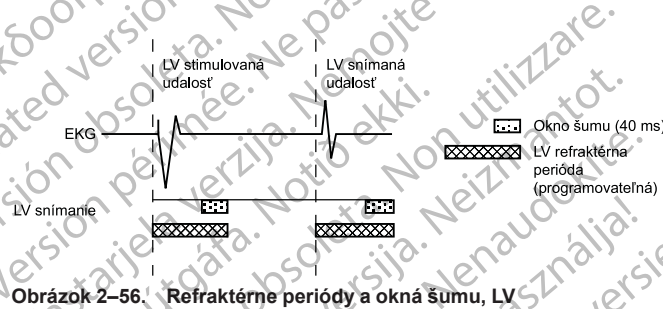 LV stimulovaná
udalosť
LV snímaná
udalosť
EKG
Okno šumu (40 ms)
LV refraktérna
perióda
(programovateľná)
LV snímanie
Obrázok 2–56. Refraktérne periódy a okná šumu, LV